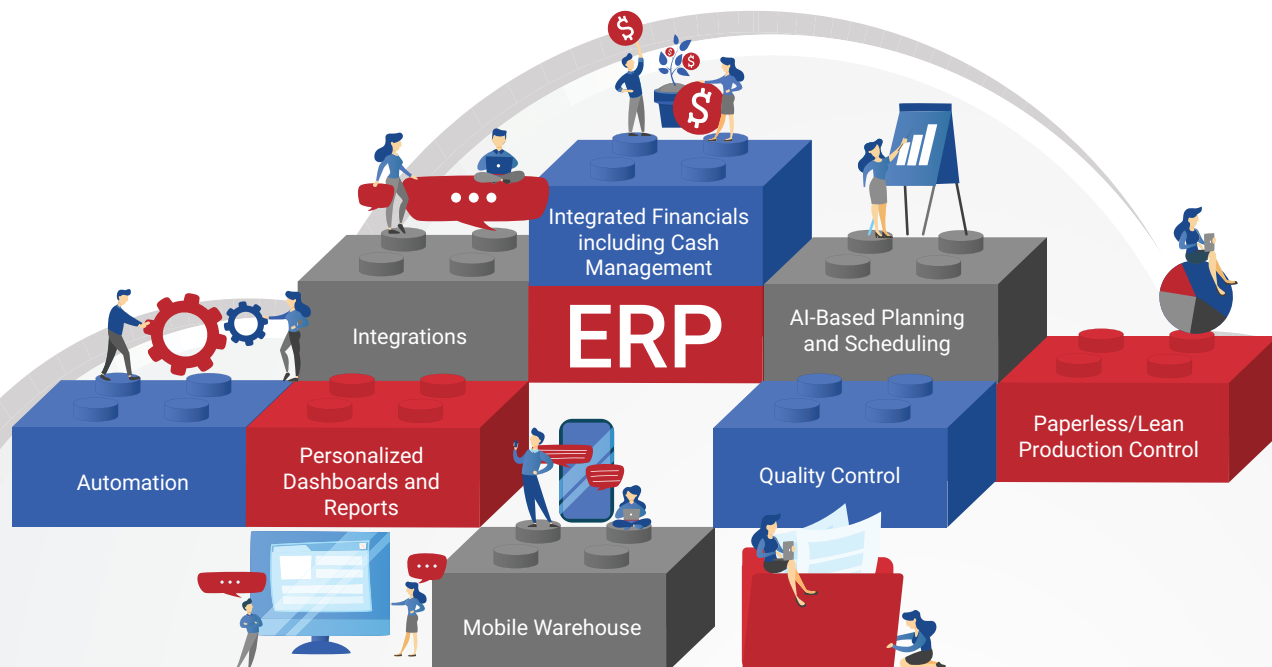 Integrated Financials
including Cash
Management
Integrations
ERP
AI-Based Planning
and Scheduling
Automation
Personalized
Dashboards and
Reports
Quality Control
Paperless/Lean
Production Control
Mobile Warehouse
$
$
$
$